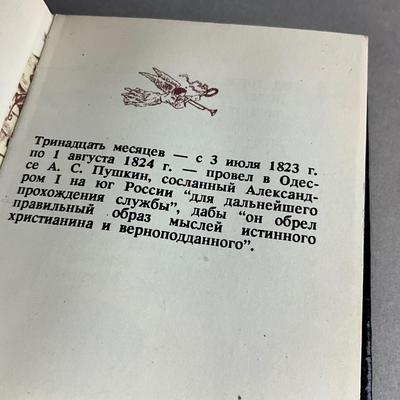 Тринадцать месяцев — с 3 июля 1823 г.
по 1 августа 1824 г. — провел в Одес-
се А. С. Пушкин, сосланный Александ-
ром I на юг России "для дальнейшего
прохождения службы", дабы "он обрел
правильный образ мыслей истинного
христианина и верноподданного".